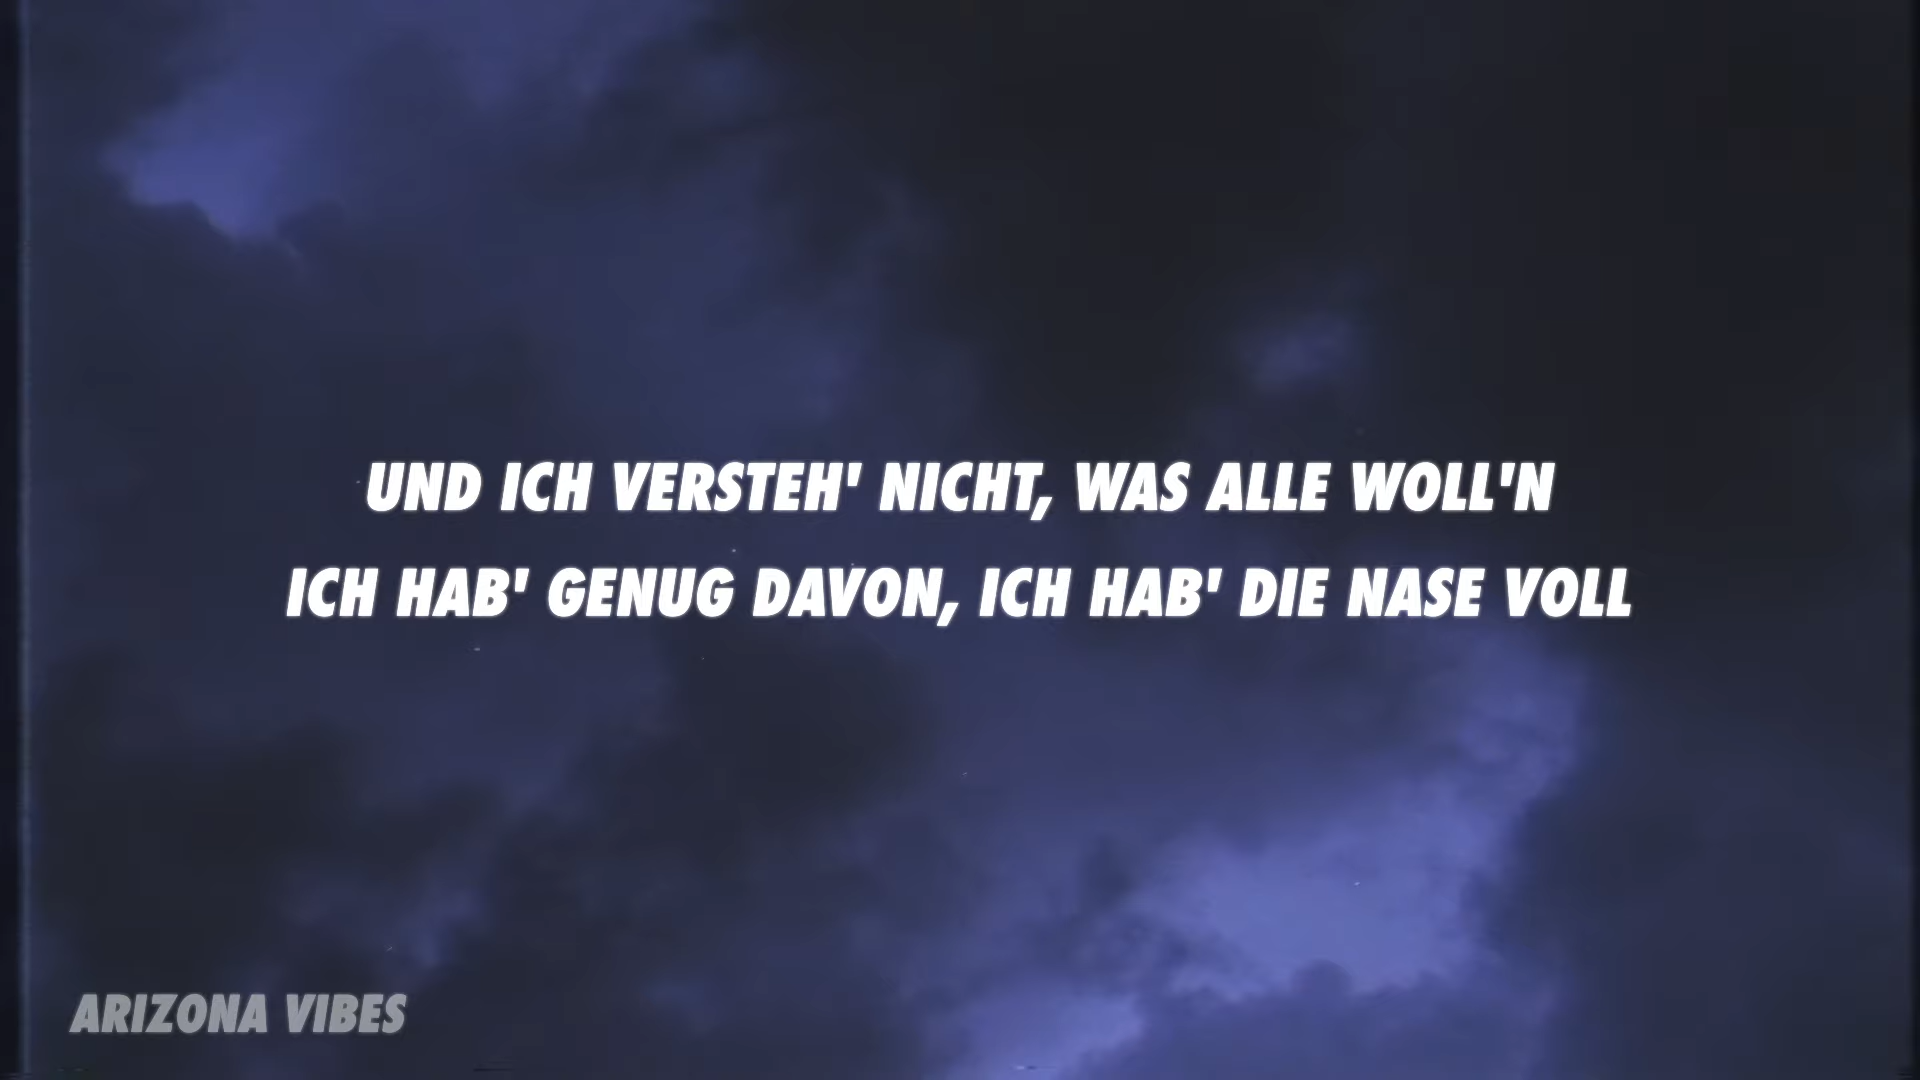 UND ICH VERSTEH' NICHT, WAS ALLE WOLL'N
ICH HAB' GENUG DAVON, ICH HAB' DIE NASE VOLL
ARIZONA VIBES